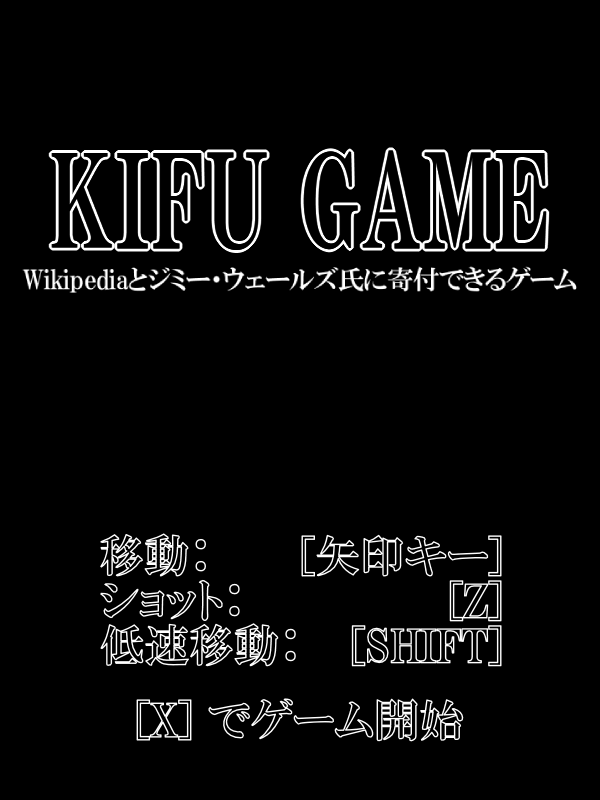 KIFU GAME
Wikipediaとジミー・ウェールズ氏に寄付できるゲーム
移動: [矢印キー]
ショット: [Z]
低速移動: [SHIFT]
[X] でゲーム開始